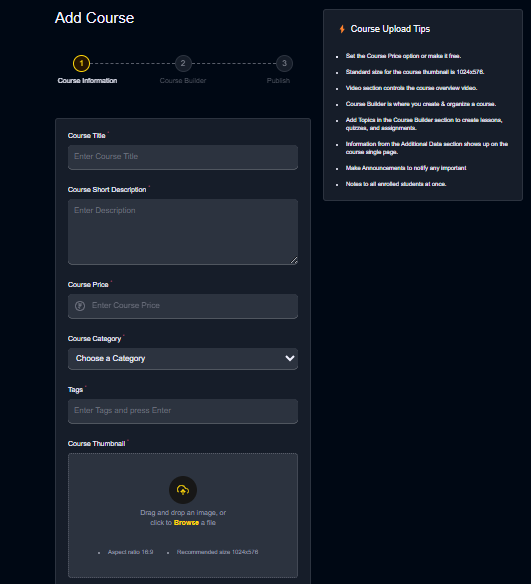 Add Course
1
2
3
Course Information
Course Builder
Publish
Course Title *
Enter Course Title
Course Short Description *
Enter Description
Course Price *
Enter Course Price
Course Category *
Choose a Category
Tags *
Enter Tags and press Enter
Course Thumbnail *
Drag and drop an image, or
click to Browse a file
• Aspect ratio 16:9
• Recommended size 1024x576
Course Upload Tips
• Set the Course Price option or make it free.
• Standard size for the course thumbnail is 1024x576.
• Video section controls the course overview video.
• Course Builder is where you create & organize a course.
• Add Topics in the Course Builder section to create lessons,
quizzes, and assignments.
• Information from the Additional Data section shows up on the
course single page.
• Make Announcements to notify any important
• Notes to all enrolled students at once.